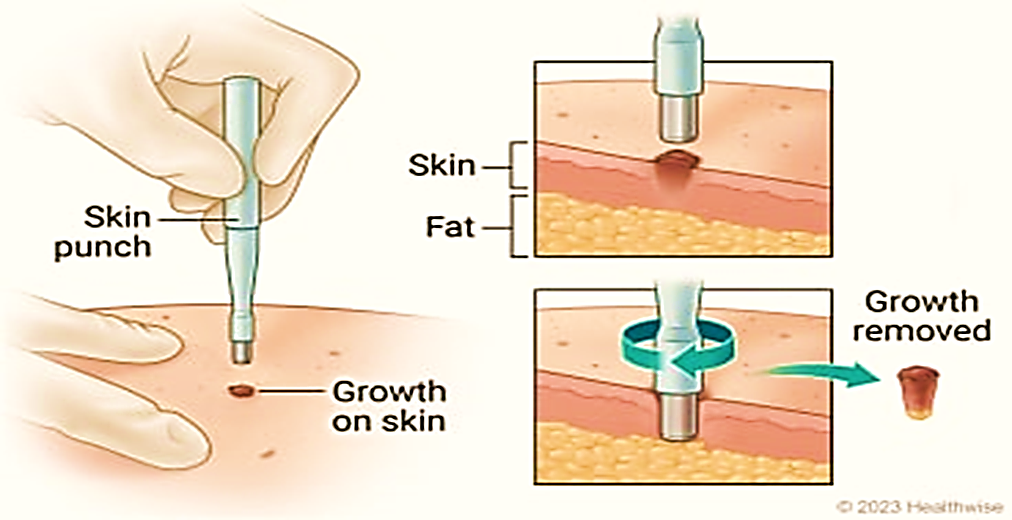 Skin
punch
Growth
on skin
Skin
Fat
Growth
removed
© 2023 Healthwise